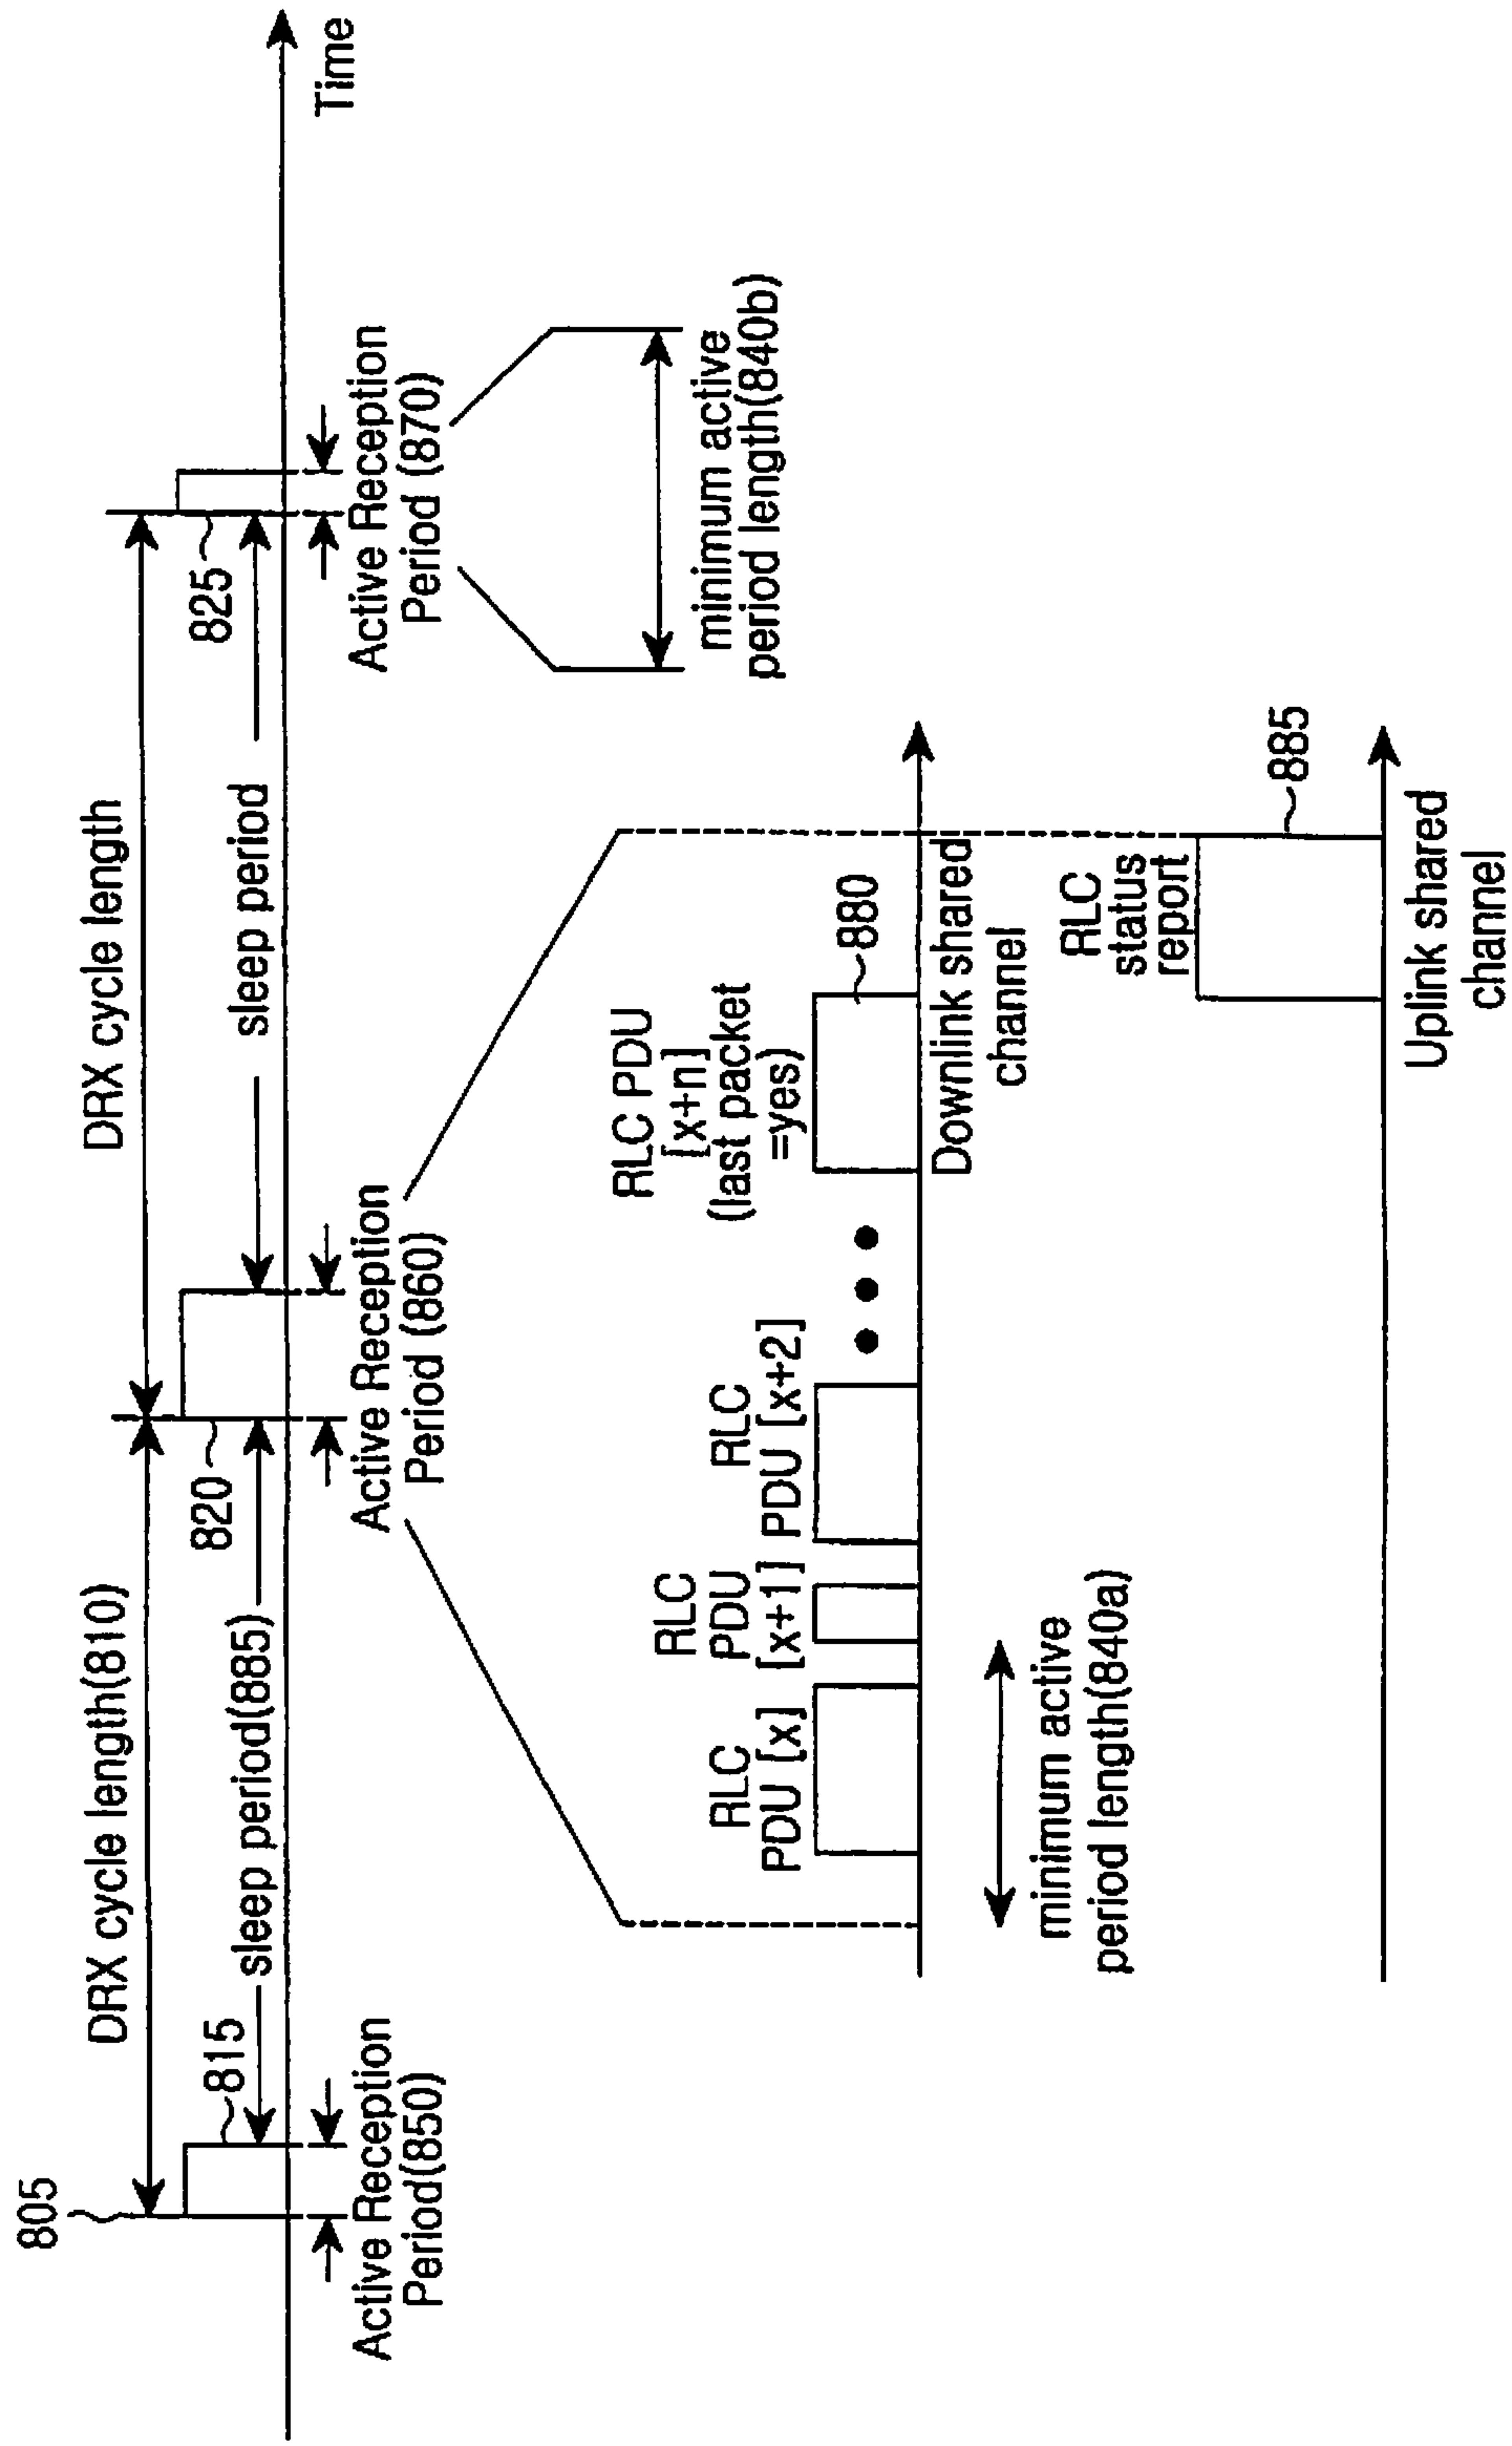 805
DRX cycle length(810)
DRX cycle length
815
sleep period(885)
820
sleep period
825
Time
Active Reception
Period(850)
Active Reception
Period (860)
Active Reception
Period (870)
minimum active
period length(840b)
RLC
PDU [x]
RLC
PDU
[x+1]
RLC
PDU [x+2]
RLC PDU
[x+n]
(last packet
=yes)
880
Downlink shared
channel
minimum active
period length(840a)
RLC
status
report
885
Uplink shared
channel